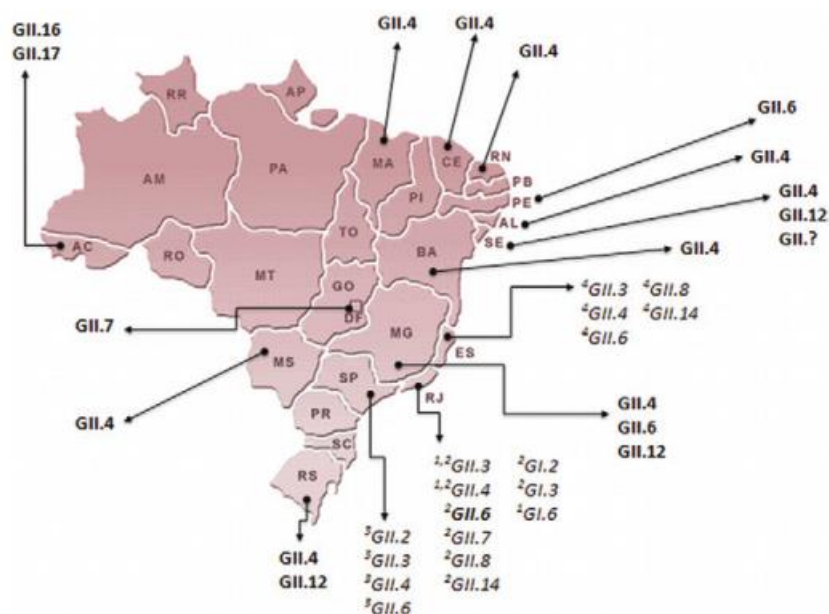 GII.16
GII.17
GII.4
GII.4
GII.4
GII.6
GII.4
GII.4
GII.12
GII.?
GII.4
RR
AP
AM
PA
MA
CE
RN
PB
PE
AL
SE
PI
TO
BA
AC
RO
MT
GO
DF
MG
ES
MS
SP
RJ
PR
SC
RS
GII.7
GII.4
⁴GII.3 ⁴GII.8
⁴GII.4 ⁴GII.14
⁴GII.6
GII.4
GII.6
GII.12
¹,²GII.3 ²GI.2
¹,²GII.4 ²GI.3
²GII.6 ¹GI.6
²GII.7
²GII.8
²GII.14
³GII.2
³GII.3
³GII.4
³GII.6
GII.4
GII.12